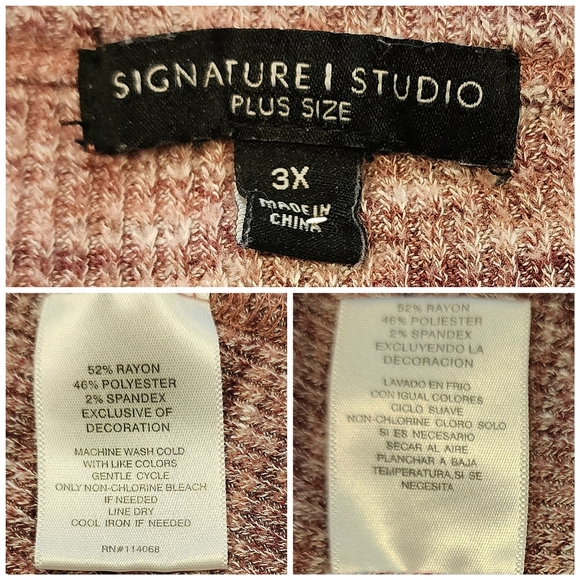 SIGNATURE | STUDIO
PLUS SIZE
3X
MADE IN
CHINA
52% RAYON
46% POLYESTER
2% SPANDEX
EXCLUSIVE OF
DECORATION
MACHINE WASH COLD
WITH LIKE COLORS
GENTLE CYCLE
ONLY NON-CHLORINE BLEACH
IF NEEDED
LINE DRY
COOL IRON IF NEEDED
RN#114068
52% RAYON
46% POLIESTER
2% SPANDEX
EXCLUYENDO LA
DECORACION
LAVADO EN FRIO
CON IGUAL COLORES
CICLO SUAVE
NON-CHLORINE CLORO SOLO
SI ES NECESARIO
SECAR AL AIRE
PLANCHAR A BAJA
TEMPERATURA,SI SE
NECESITA